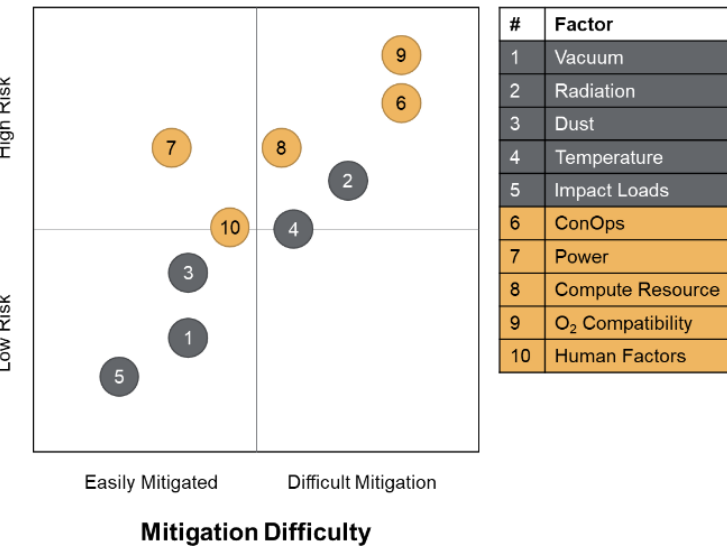 High Risk
Low Risk
9
6
7
8
2
10
4
3
1
5
Easily Mitigated
Difficult Mitigation
Mitigation Difficulty
# Factor
1 Vacuum
2 Radiation
3 Dust
4 Temperature
5 Impact Loads
6 ConOps
7 Power
8 Compute Resource
9 O₂ Compatibility
10 Human Factors